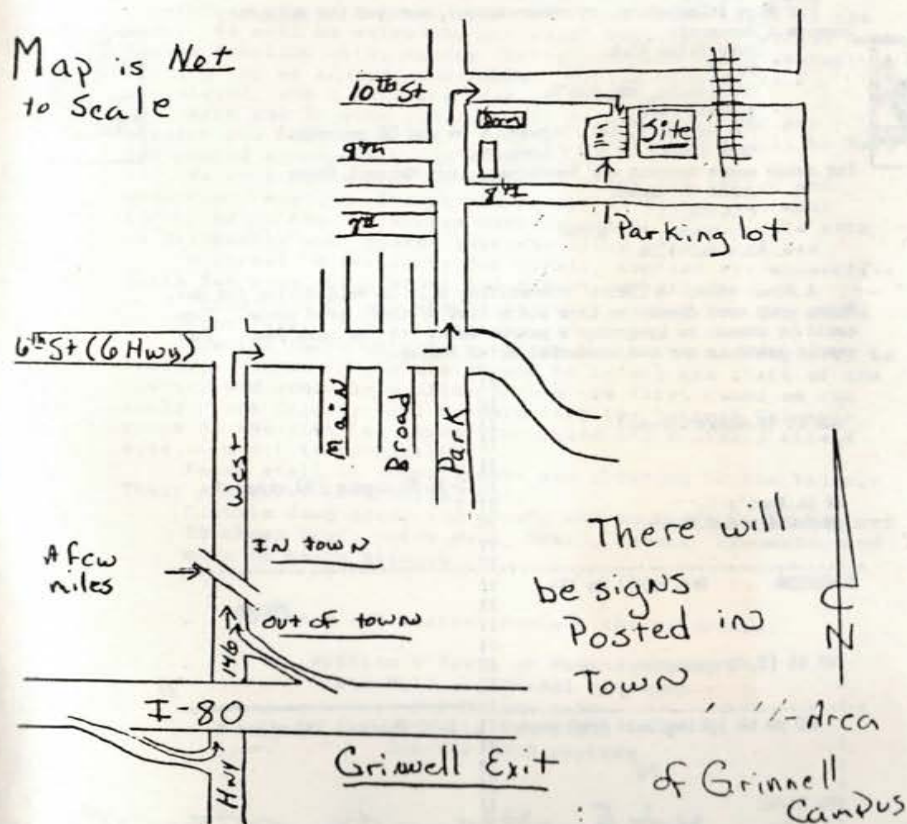 Map is Not
to Scale
10th St
9th
8th
7th
Dorm
Site
Parking lot
6th St (6 Hwy)
Main
Broad
Park
West
A few
miles
In town
out of town
146
I-80
Hwy
Grinwell Exit
There will
be signs
Posted in
Town
N
- Area
of Grinnell
Campus